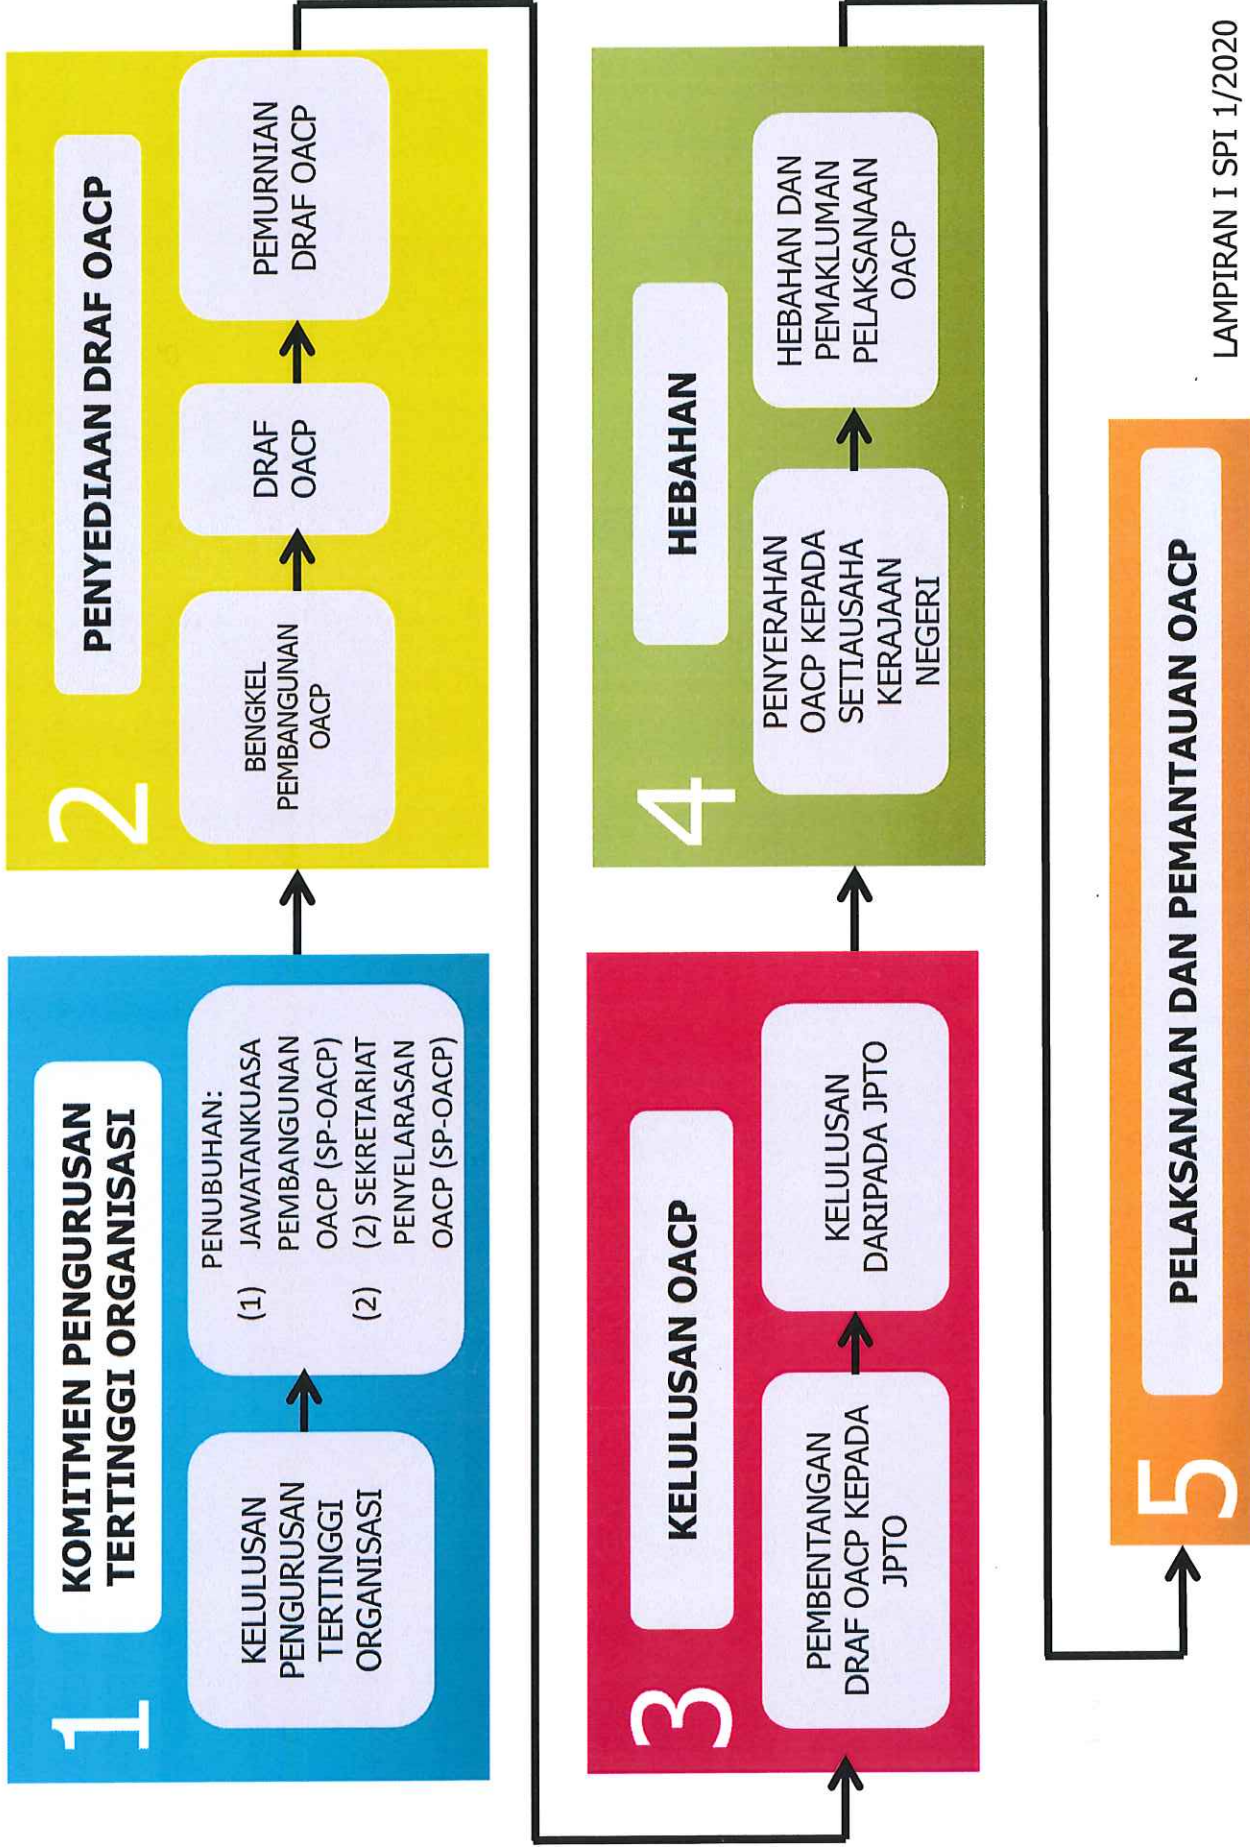 1
KOMITMEN PENGURUSAN
TERTINGGI ORGANISASI
KELULUSAN
PENGURUSAN
TERTINGGI
ORGANISASI
PENUBUHAN:
(1) JAWATANKUASA
PEMBANGUNAN
OACP (SP-OACP)
(2) (2) SEKRETARIAT
PENYELARASAN
OACP (SP-OACP)
2
PENYEDIAAN DRAF OACP
BENGKEL
PEMBANGUNAN
OACP
DRAF
OACP
PEMURNIAN
DRAF OACP
3
KELULUSAN OACP
PEMBENTANGAN
DRAF OACP KEPADA
JPTO
KELULUSAN
DARIPADA JPTO
4
HEBAHAN
PENYERAHAN
OACP KEPADA
SETIAUSAHA
KERAJAAN
NEGERI
HEBAHAN DAN
PEMAKLUMAN
PELAKSANAAN
OACP
5
PELAKSANAAN DAN PEMANTAUAN OACP
LAMPIRAN I SPI 1/2020